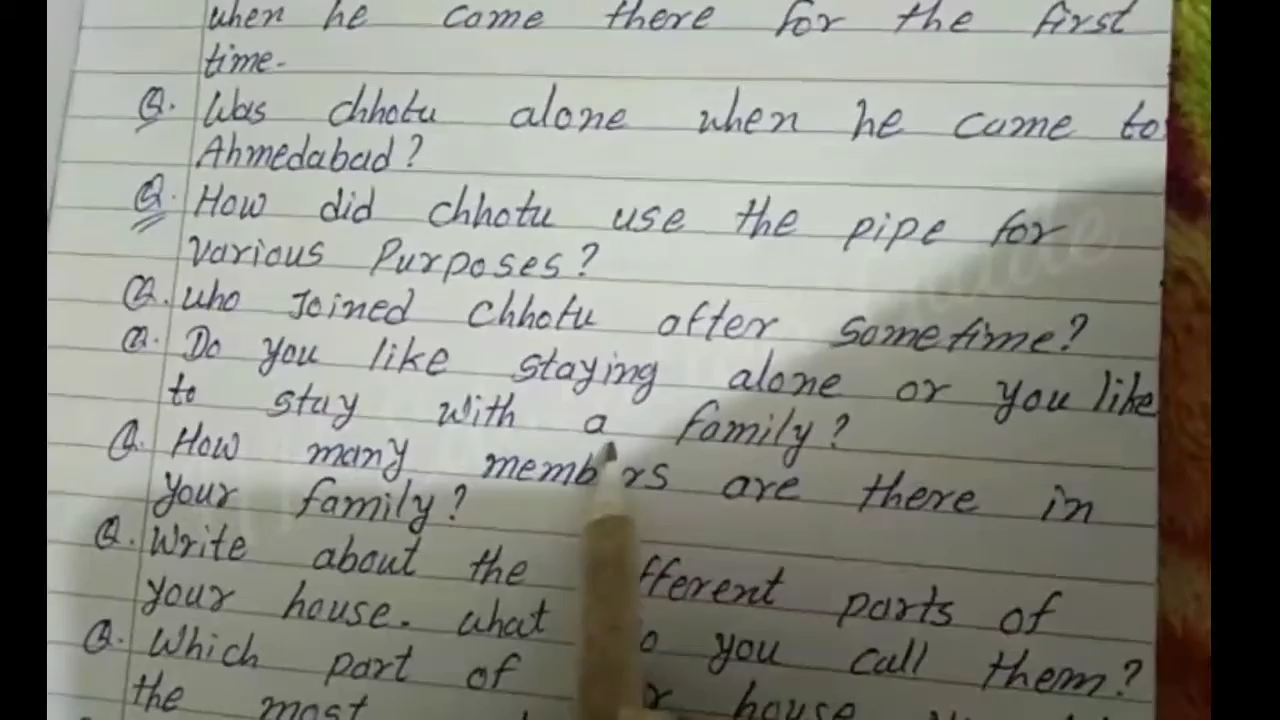 when he come there for the first
time.
Q. Was chhotu alone when he came to
Ahmedabad?
Q. How did chhotu use the pipe for
various Purposes?
Q. who Joined chhotu after sometime?
Q. Do you like staying alone or you like
to stay with a family?
Q. How many members are there in
your family?
Q. Write about the fferent parts of
your house. what o you call them?
Q. Which part of r house
the most